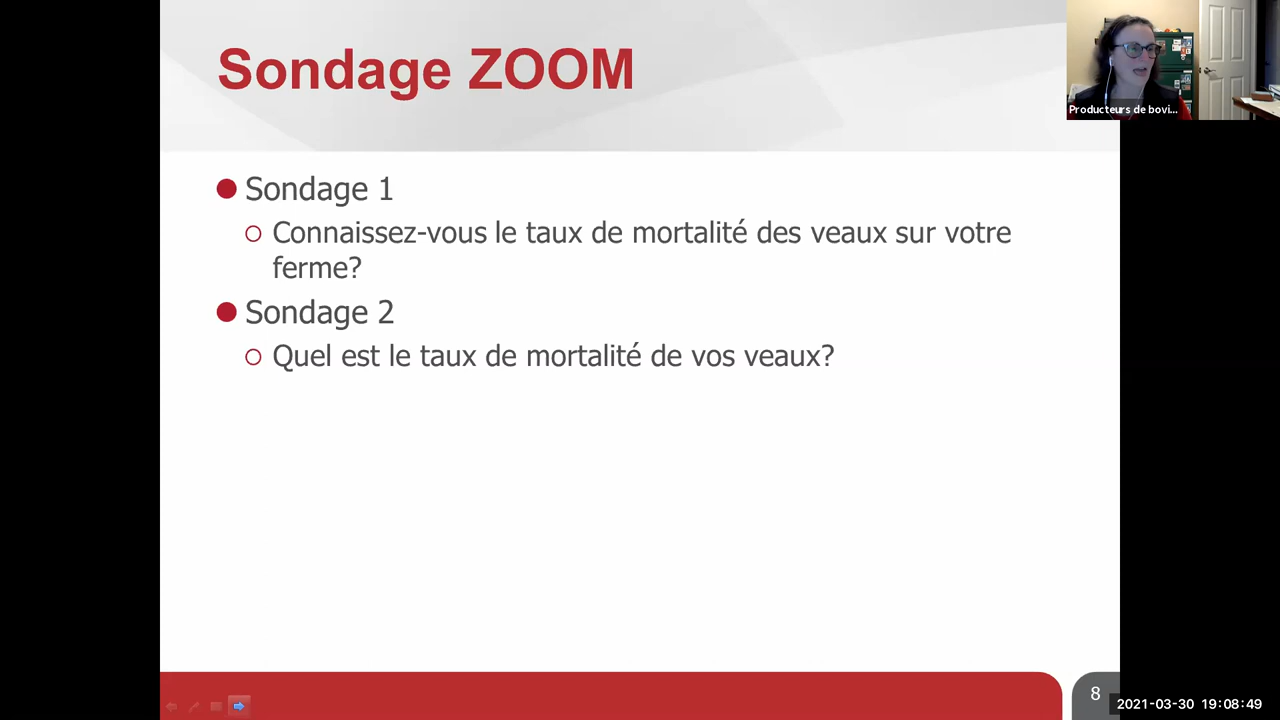 Sondage ZOOM
Producteurs de bovi...
Sondage 1
Connaissez-vous le taux de mortalité des veaux sur votre
ferme?
Sondage 2
Quel est le taux de mortalité de vos veaux?
8
2021-03-30 19:08:49